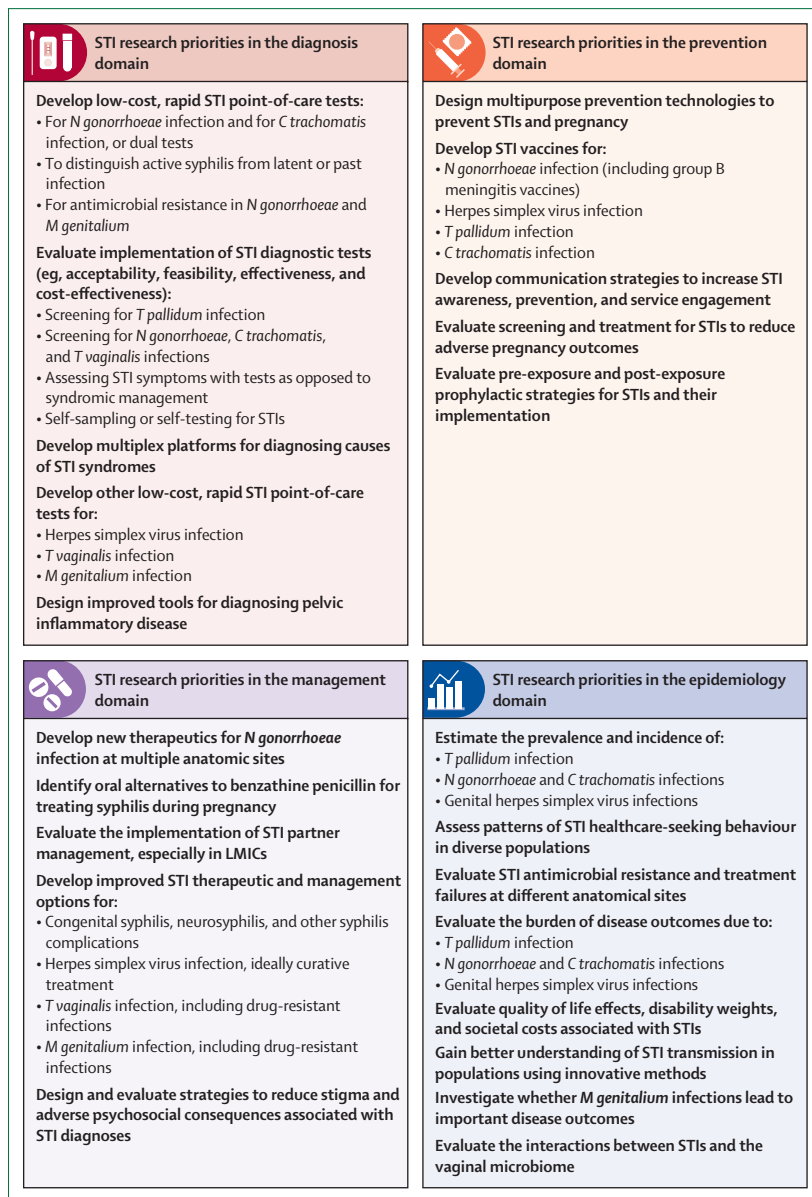 STI research priorities in the diagnosis
domain
Develop low-cost, rapid STI point-of-care tests:
• For N gonorrhoeae infection and for C trachomatis
infection, or dual tests
• To distinguish active syphilis from latent or past
infection
• For antimicrobial resistance in N gonorrhoeae and
M genitalium
Evaluate implementation of STI diagnostic tests
(eg, acceptability, feasibility, effectiveness, and
cost-effectiveness):
• Screening for T pallidum infection
• Screening for N gonorrhoeae, C trachomatis,
and T vaginalis infections
• Assessing STI symptoms with tests as opposed to
syndromic management
• Self-sampling or self-testing for STIs
Develop multiplex platforms for diagnosing causes
of STI syndromes
Develop other low-cost, rapid STI point-of-care
tests for:
• Herpes simplex virus infection
• T vaginalis infection
• M genitalium infection
Design improved tools for diagnosing pelvic
inflammatory disease
STI research priorities in the prevention
domain
Design multipurpose prevention technologies to
prevent STIs and pregnancy
Develop STI vaccines for:
• N gonorrhoeae infection (including group B
meningitis vaccines)
• Herpes simplex virus infection
• T pallidum infection
• C trachomatis infection
Develop communication strategies to increase STI
awareness, prevention, and service engagement
Evaluate screening and treatment for STIs to reduce
adverse pregnancy outcomes
Evaluate pre-exposure and post-exposure
prophylactic strategies for STIs and their
implementation
STI research priorities in the management
domain
Develop new therapeutics for N gonorrhoeae
infection at multiple anatomic sites
Identify oral alternatives to benzathine penicillin for
treating syphilis during pregnancy
Evaluate the implementation of STI partner
management, especially in LMICs
Develop improved STI therapeutic and management
options for:
• Congenital syphilis, neurosyphilis, and other syphilis
complications
• Herpes simplex virus infection, ideally curative
treatment
• T vaginalis infection, including drug-resistant
infections
• M genitalium infection, including drug-resistant
infections
Design and evaluate strategies to reduce stigma and
adverse psychosocial consequences associated with
STI diagnoses
STI research priorities in the epidemiology
domain
Estimate the prevalence and incidence of:
• T pallidum infection
• N gonorrhoeae and C trachomatis infections
• Genital herpes simplex virus infections
Assess patterns of STI healthcare-seeking behaviour
in diverse populations
Evaluate STI antimicrobial resistance and treatment
failures at different anatomical sites
Evaluate the burden of disease outcomes due to:
• T pallidum infection
• N gonorrhoeae and C trachomatis infections
• Genital herpes simplex virus infections
Evaluate quality of life effects, disability weights,
and societal costs associated with STIs
Gain better understanding of STI transmission in
populations using innovative methods
Investigate whether M genitalium infections lead to
important disease outcomes
Evaluate the interactions between STIs and the
vaginal microbiome